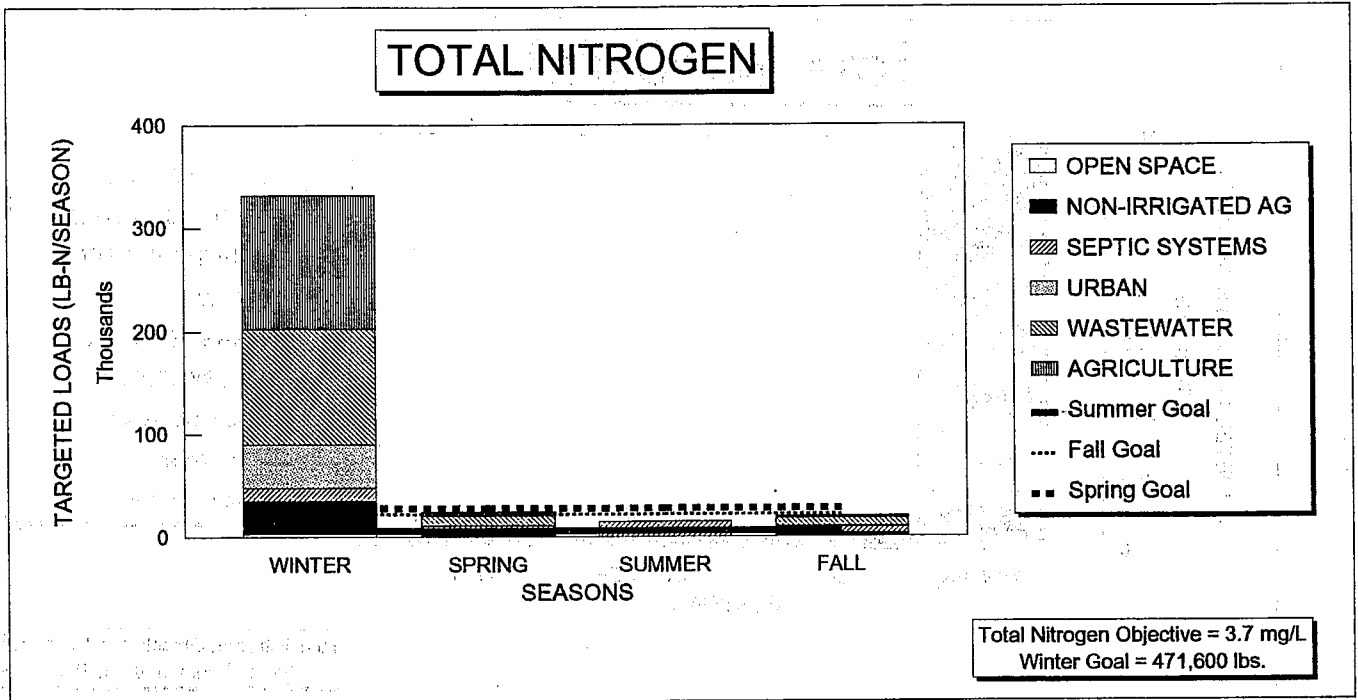 TOTAL NITROGEN
TARGETED LOADS (LB-N/SEASON)
Thousands
400
300
200
100
0
WINTER
SPRING
SUMMER
FALL
SEASONS
OPEN SPACE
NON-IRRIGATED AG
SEPTIC SYSTEMS
URBAN
WASTEWATER
AGRICULTURE
Summer Goal
Fall Goal
Spring Goal
Total Nitrogen Objective = 3.7 mg/L
Winter Goal = 471,600 lbs.